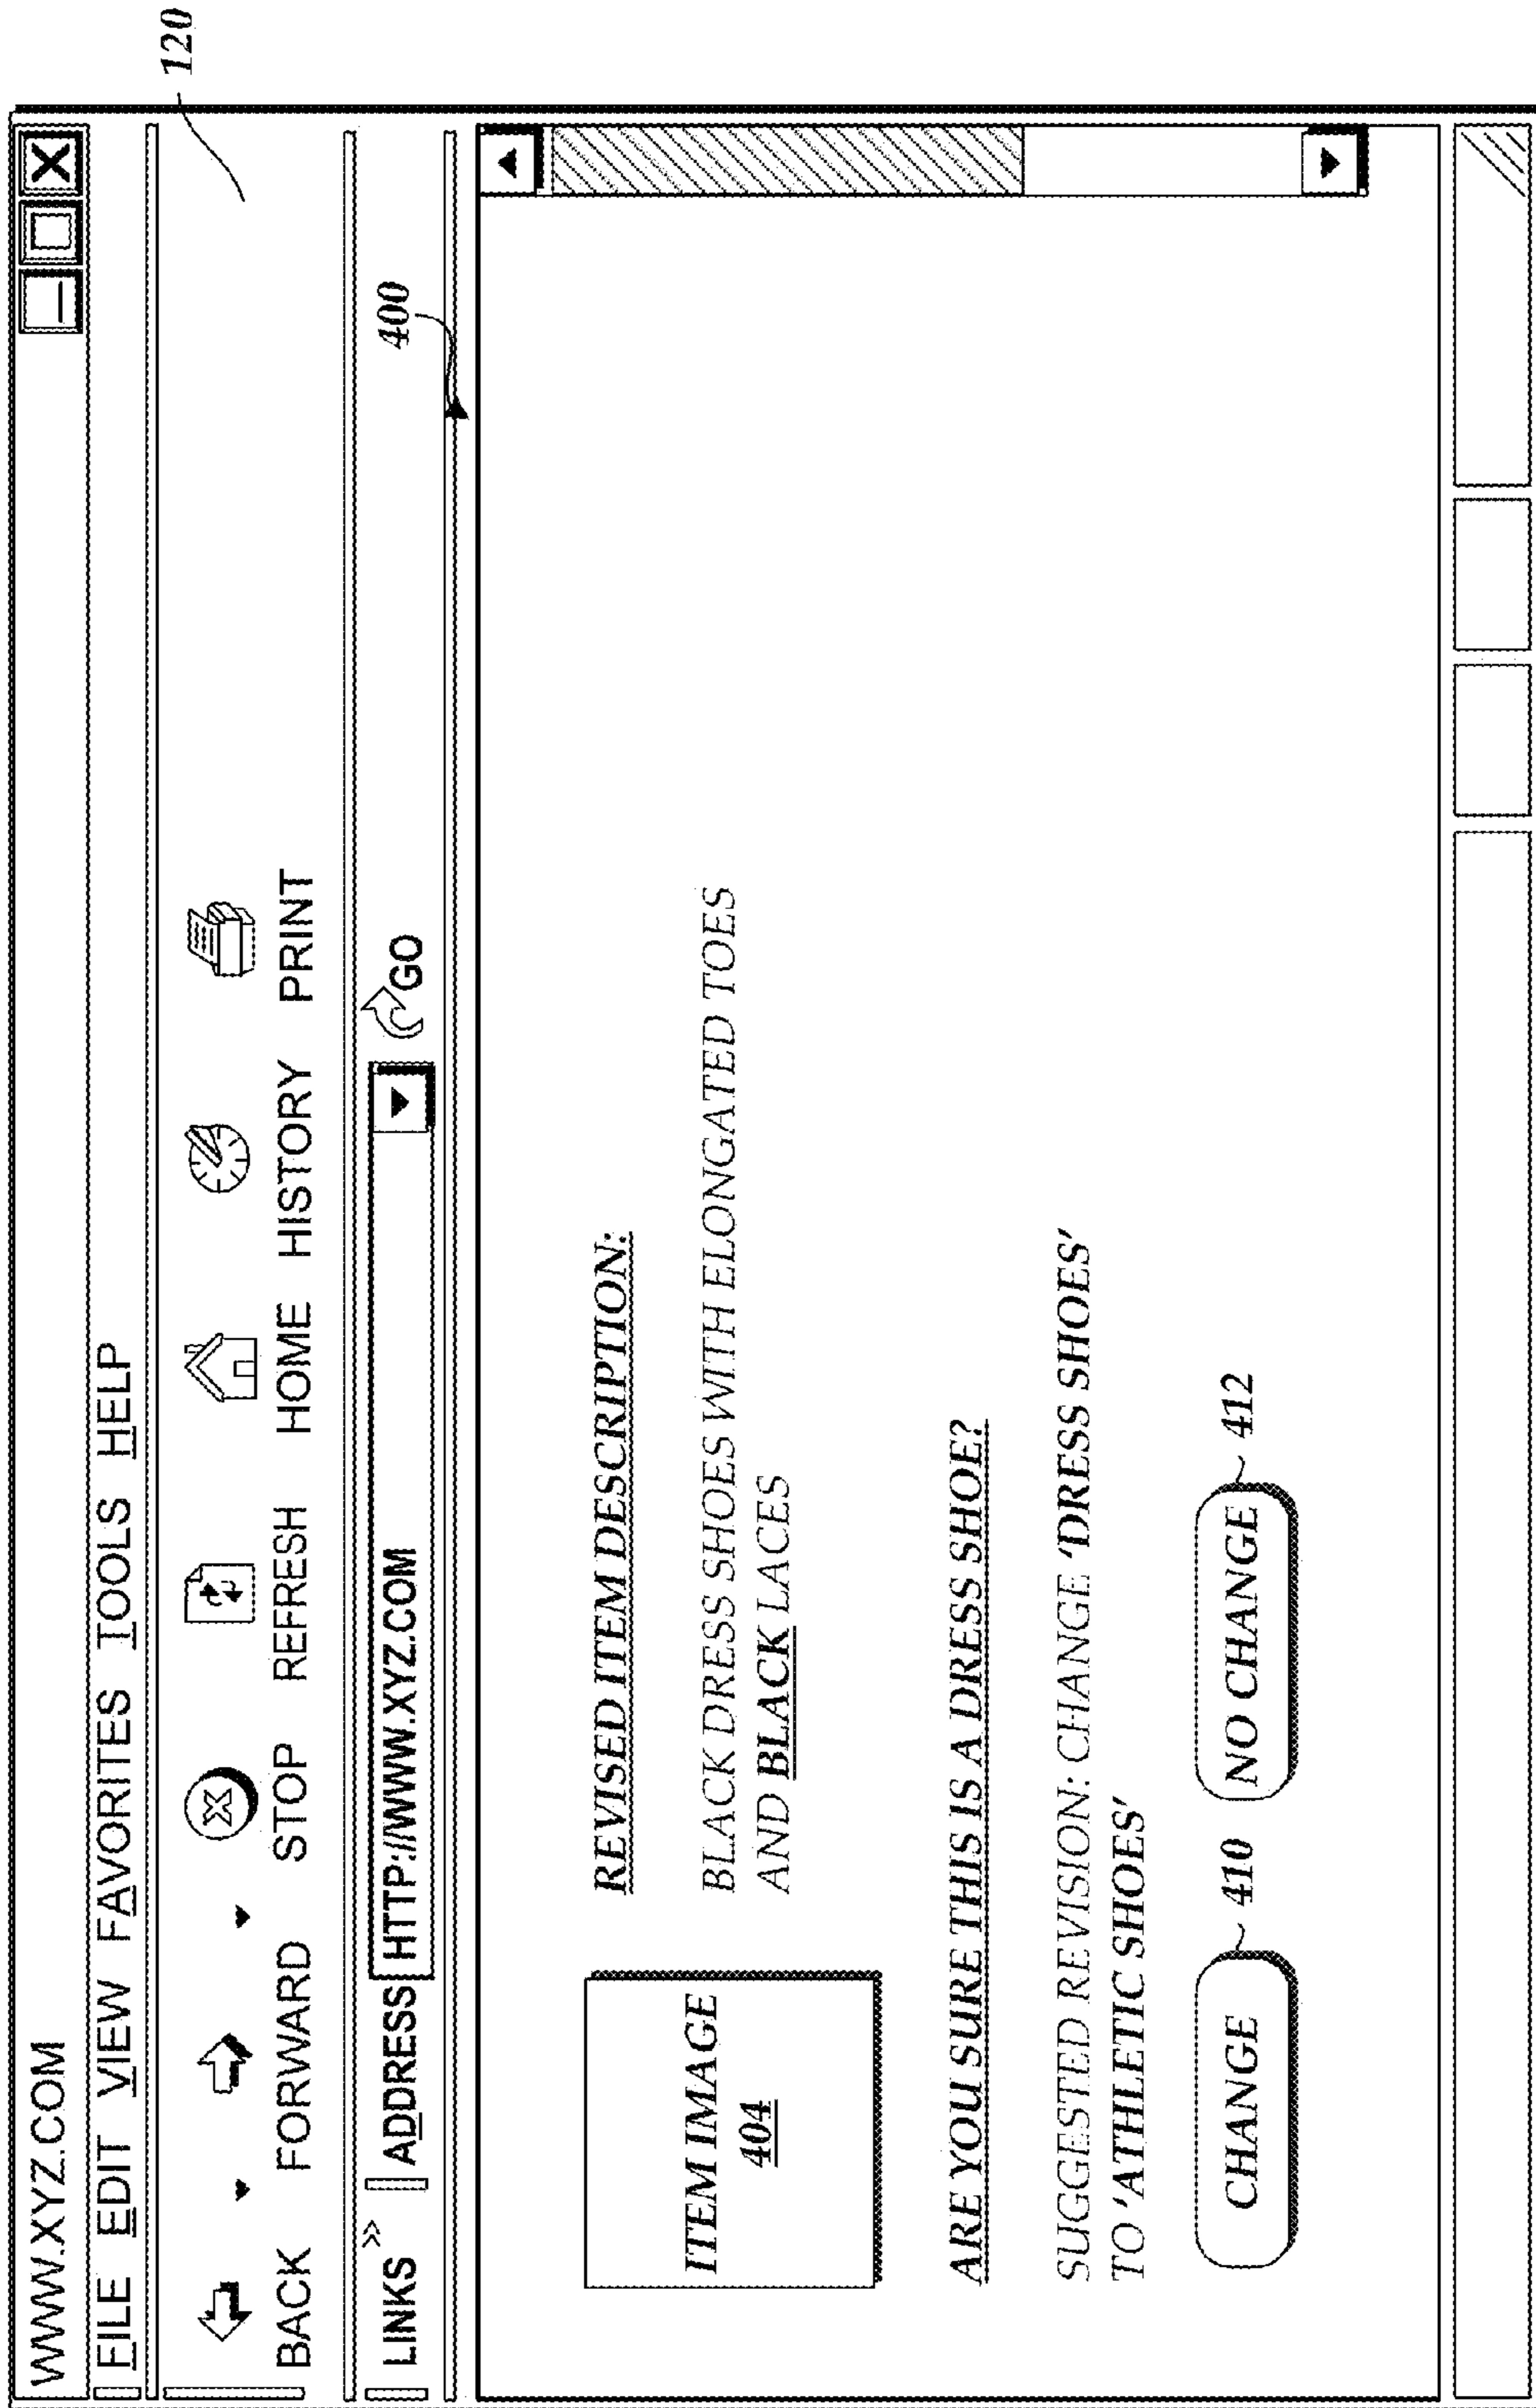 WWW.XYZ.COM
FILE EDIT VIEW FAVORITES TOOLS HELP
120
BACK FORWARD STOP REFRESH HOME HISTORY PRINT
LINKS >> ADDRESS HTTP://WWW.XYZ.COM GO
400
ITEM IMAGE
404
REVISED ITEM DESCRIPTION:
BLACK DRESS SHOES WITH ELONGATED TOES
AND BLACK LACES
ARE YOU SURE THIS IS A DRESS SHOE?
SUGGESTED REVISION: CHANGE 'DRESS SHOES'
TO 'ATHLETIC SHOES'
CHANGE 410 NO CHANGE 412